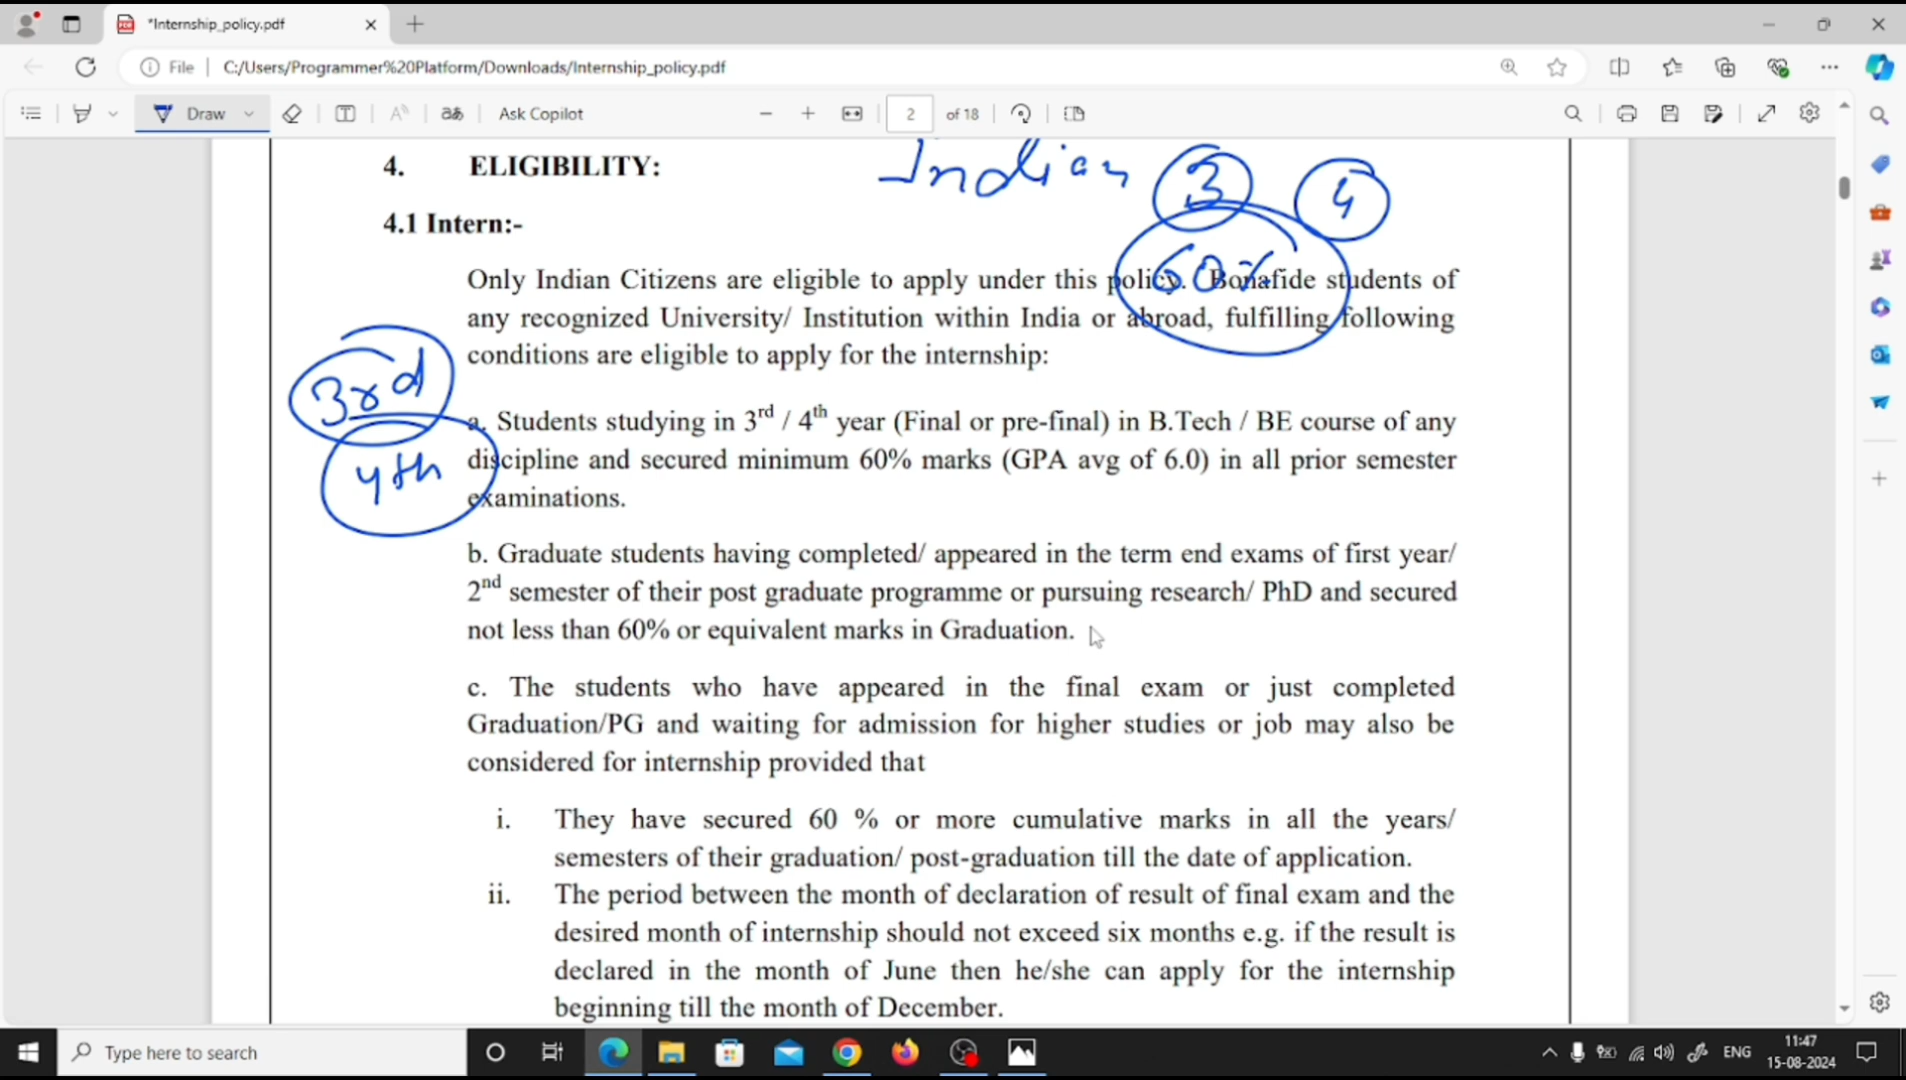 *Internship_policy.pdf
File | C:/Users/Programmer%20Platform/Downloads/Internship_policy.pdf
Draw
aあ
Ask Copilot
2 of 18
4. ELIGIBILITY:
Indian 3 4
4.1 Intern:-
60%
Only Indian Citizens are eligible to apply under this policy. Bonafide students of
any recognized University/ Institution within India or abroad, fulfilling following
conditions are eligible to apply for the internship:
3rd
4th
a. Students studying in 3rd / 4th year (Final or pre-final) in B.Tech / BE course of any
discipline and secured minimum 60% marks (GPA avg of 6.0) in all prior semester
examinations.
b. Graduate students having completed/ appeared in the term end exams of first year/
2nd semester of their post graduate programme or pursuing research/ PhD and secured
not less than 60% or equivalent marks in Graduation.
c. The students who have appeared in the final exam or just completed
Graduation/PG and waiting for admission for higher studies or job may also be
considered for internship provided that
i. They have secured 60 % or more cumulative marks in all the years/
semesters of their graduation/ post-graduation till the date of application.
ii. The period between the month of declaration of result of final exam and the
desired month of internship should not exceed six months e.g. if the result is
declared in the month of June then he/she can apply for the internship
beginning till the month of December.
Type here to search
ENG
11:47
15-08-2024